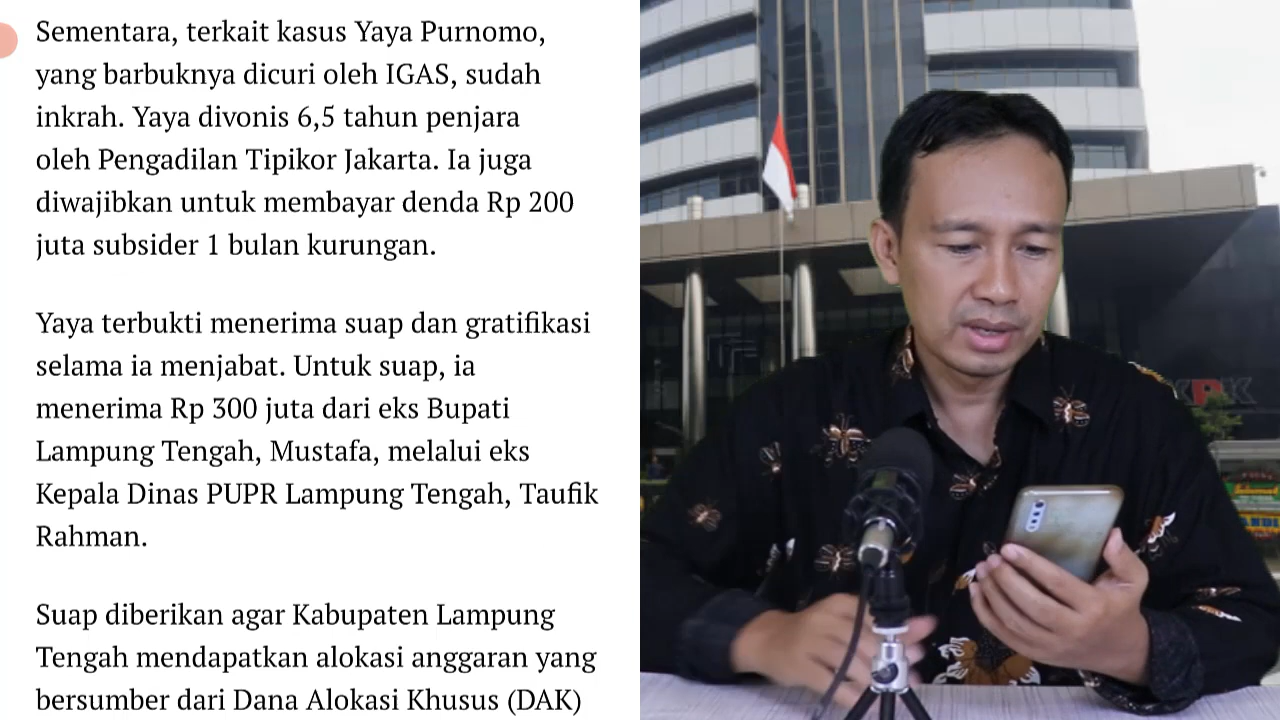 Sementara, terkait kasus Yaya Purnomo,
yang barbuknya dicuri oleh IGAS, sudah
inkrah. Yaya divonis 6,5 tahun penjara
oleh Pengadilan Tipikor Jakarta. Ia juga
diwajibkan untuk membayar denda Rp 200
juta subsider 1 bulan kurungan.
Yaya terbukti menerima suap dan gratifikasi
selama ia menjabat. Untuk suap, ia
menerima Rp 300 juta dari eks Bupati
Lampung Tengah, Mustafa, melalui eks
Kepala Dinas PUPR Lampung Tengah, Taufik
Rahman.
Suap diberikan agar Kabupaten Lampung
Tengah mendapatkan alokasi anggaran yang
bersumber dari Dana Alokasi Khusus (DAK)
KPK